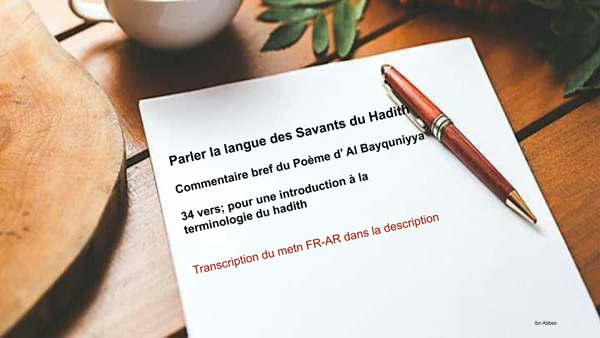 Parler la langue des Savants du Hadith
Commentaire bref du Poème d' Al Bayquniyya
34 vers; pour une introduction à la
terminologie du hadith
Transcription du metn FR-AR dans la description
Ibn Abbes